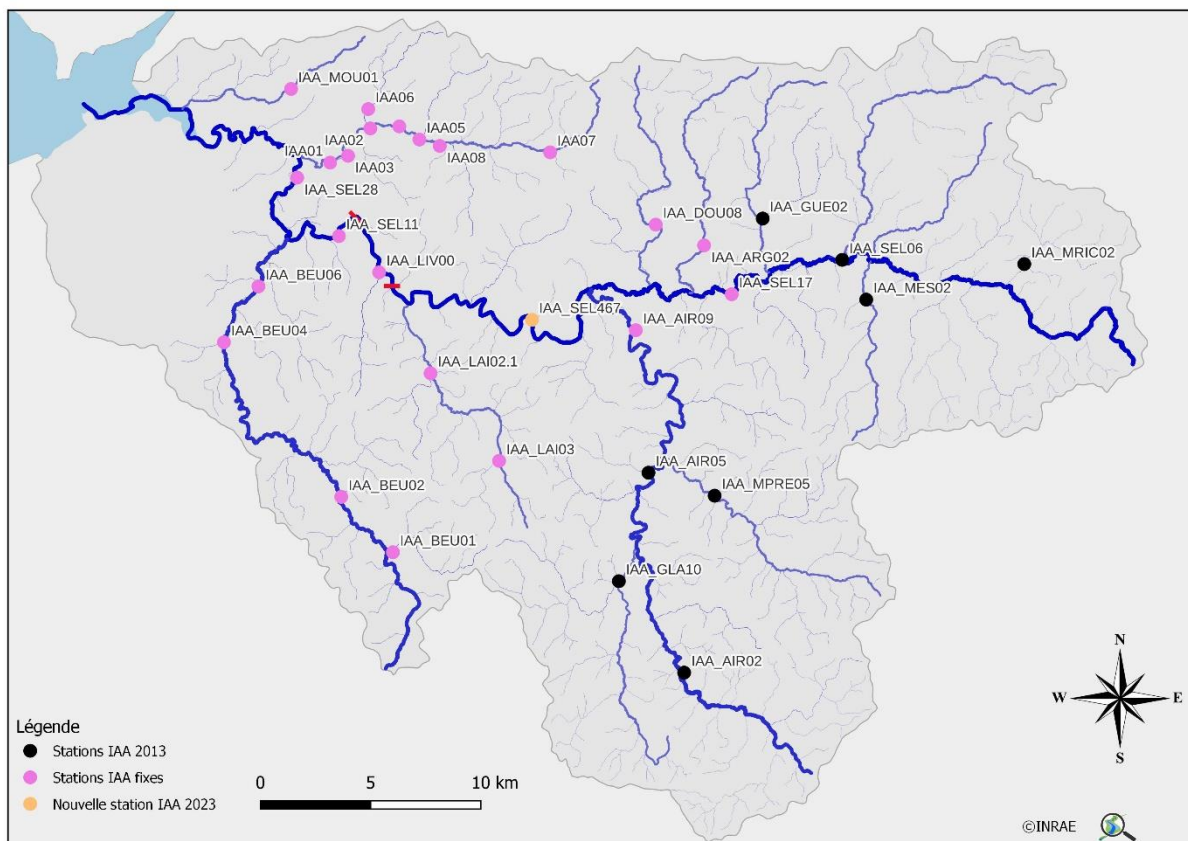 IAA_MOU01
IAA06
IAA02
IAA05
IAA01
IAA03
IAA08
IAA07
IAA_SEL28
IAA_DOU08
IAA_GUE02
IAA_SEL11
IAA_ARG02
IAA_SEL06
IAA_MRIC02
IAA_LIV00
IAA_BEU06
IAA_SEL17
IAA_MES02
IAA_SEL467
IAA_AIR09
IAA_BEU04
IAA_LAI02.1
IAA_LAI03
IAA_AIR05
IAA_BEU02
IAA_MPRE05
IAA_BEU01
IAA_GLA10
IAA_AIR02
N
W E
S
Légende
Stations IAA 2013
Stations IAA fixes
Nouvelle station IAA 2023
0 5 10 km
©INRAE